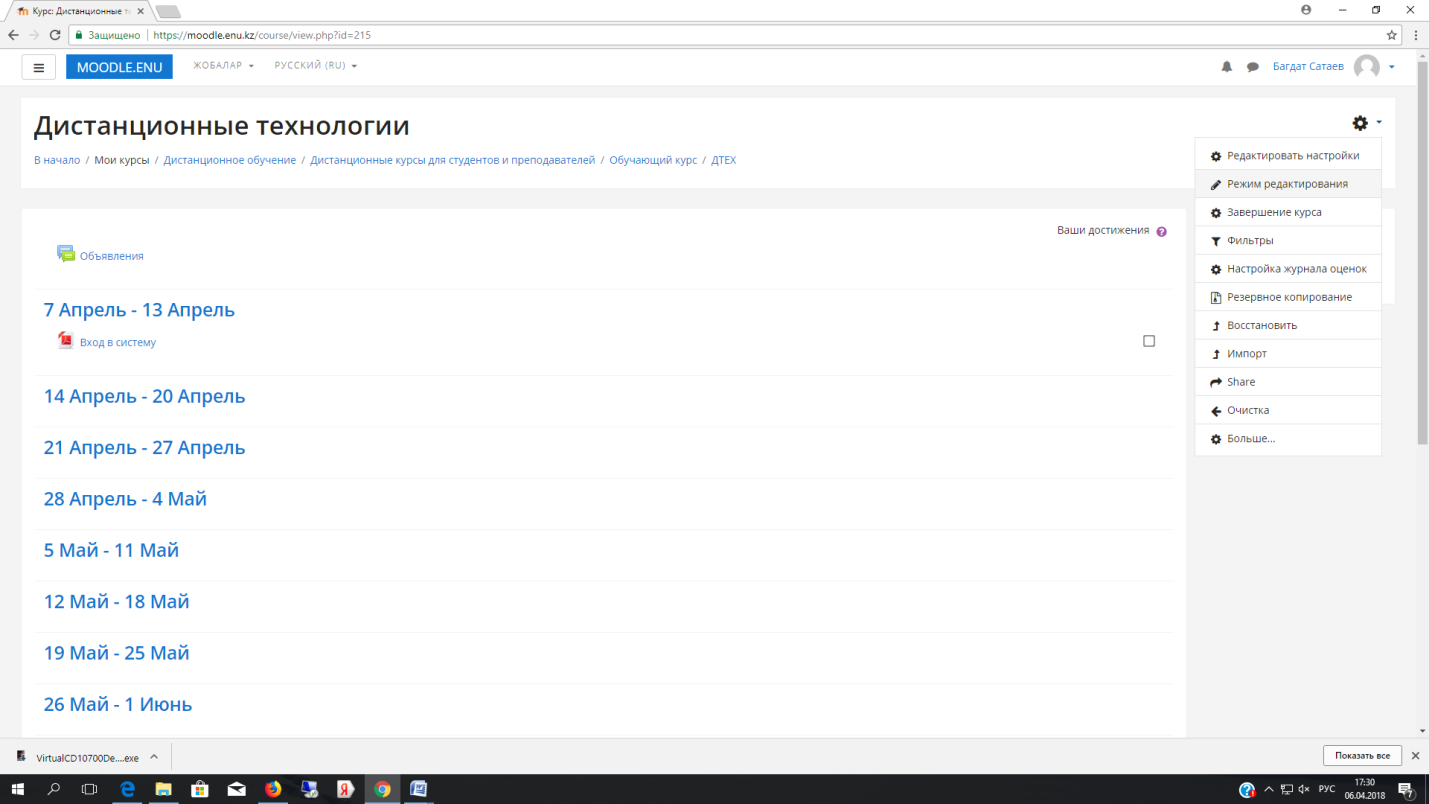 Курс: Дистанционные те
Защищено https://moodle.enu.kz/course/view.php?id=215
MOODLE.ENU ЖОБАЛАР РУССКИЙ (RU) Багдат Сатаев
Дистанционные технологии
В начало / Мои курсы / Дистанционное обучение / Дистанционные курсы для студентов и преподавателей / Обучающий курс / ДТЕХ
Редактировать настройки
Режим редактирования
Завершение курса
Фильтры
Настройка журнала оценок
Резервное копирование
Восстановить
Импорт
Share
Очистка
Больше...
Ваши достижения
Объявления
7 Апрель - 13 Апрель
Вход в систему
14 Апрель - 20 Апрель
21 Апрель - 27 Апрель
28 Апрель - 4 Май
5 Май - 11 Май
12 Май - 18 Май
19 Май - 25 Май
26 Май - 1 Июнь
VirtualCD10700De....exe Показать все
РУС 17:30
06.04.2018